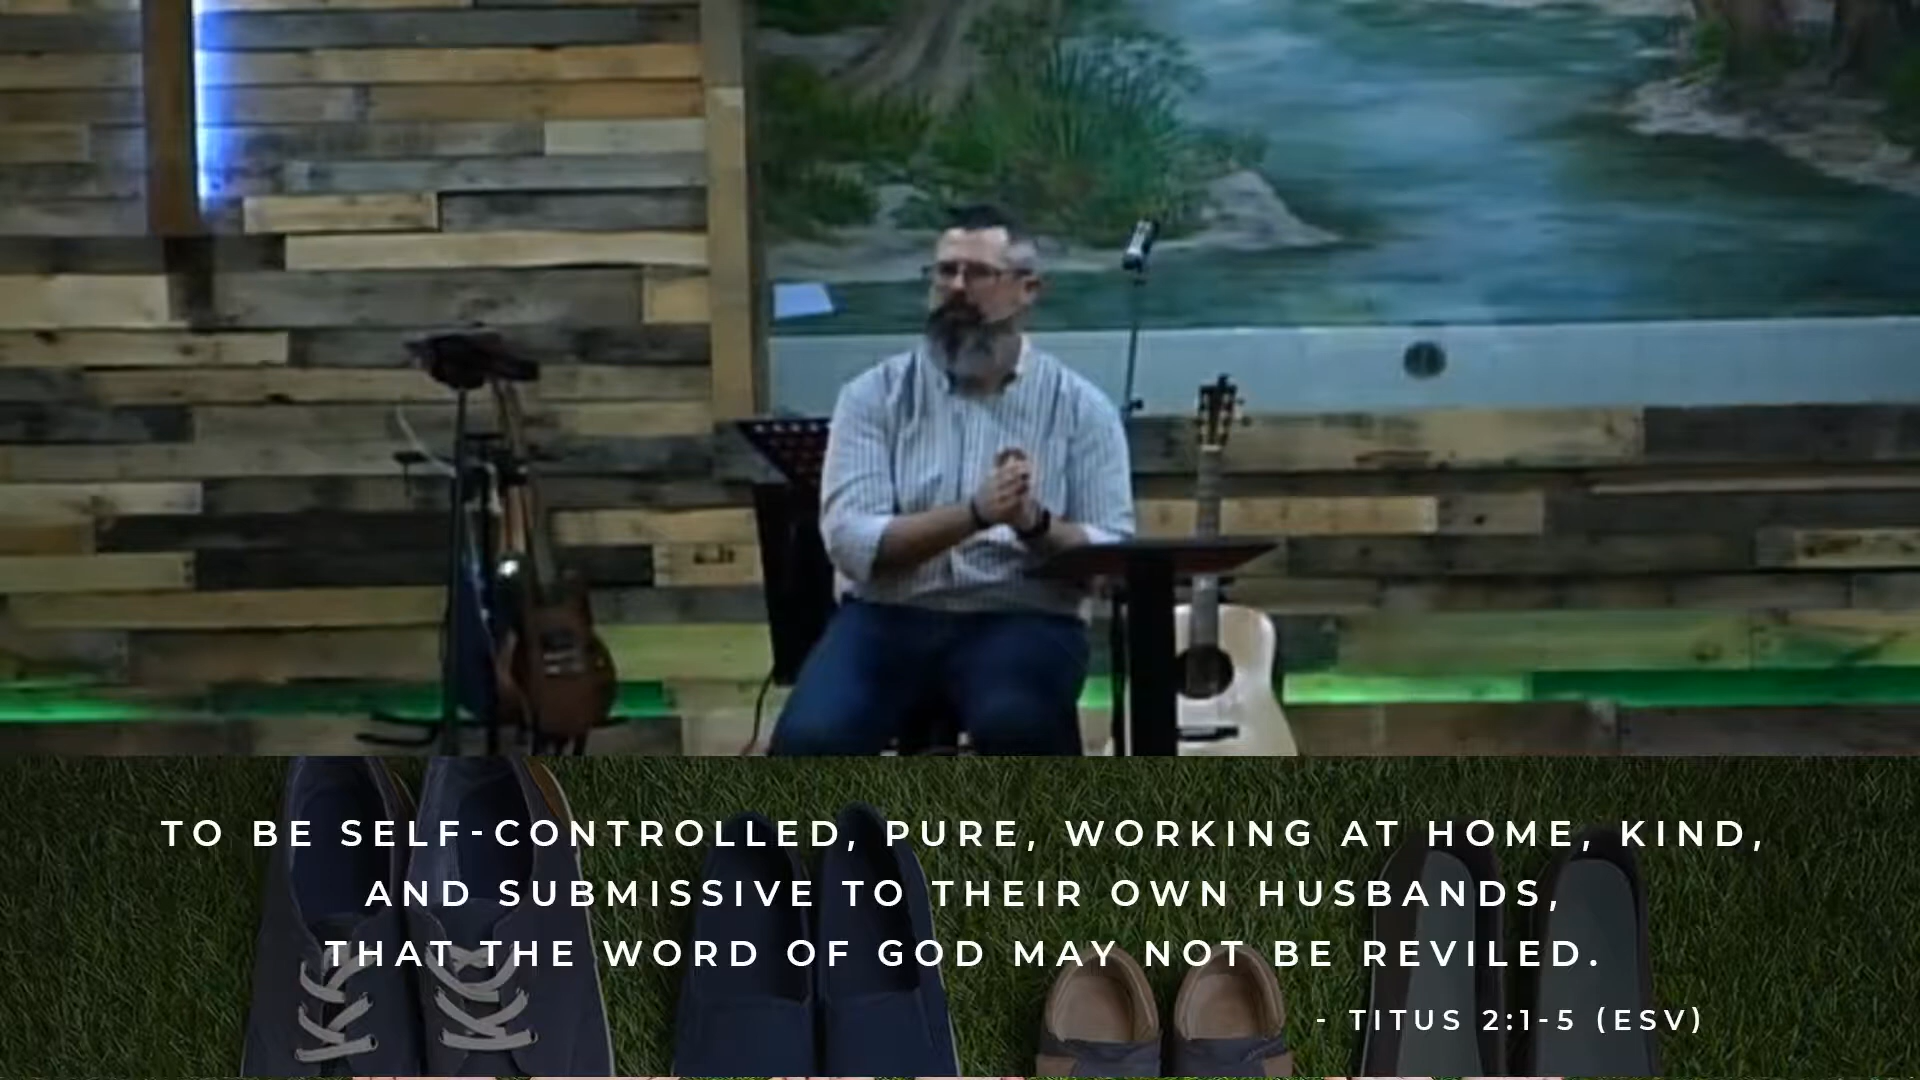 TO BE SELF-CONTROLLED, PURE, WORKING AT HOME, KIND,
AND SUBMISSIVE TO THEIR OWN HUSBANDS,
THAT THE WORD OF GOD MAY NOT BE REVILED.
- TITUS 2:1-5 (ESV)